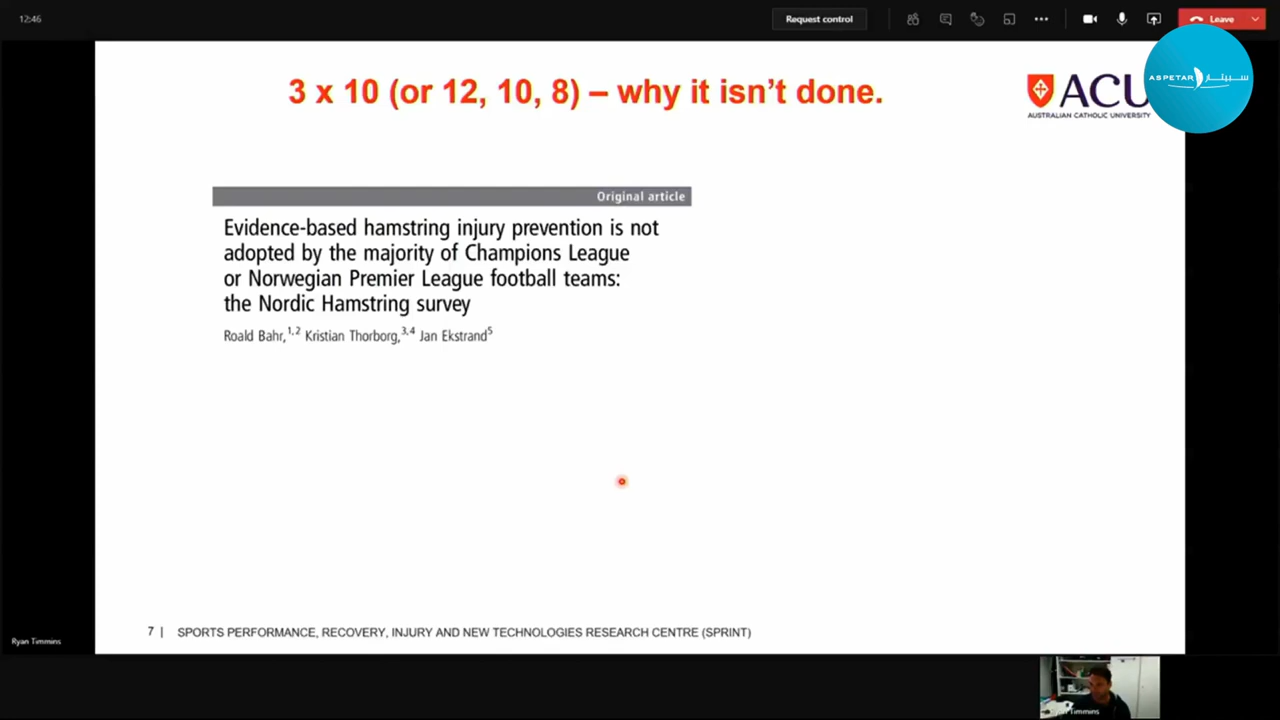 12:46
Request control
Leave
ASPETAR سبيتار
3 x 10 (or 12, 10, 8) – why it isn't done.
ACU
AUSTRALIAN CATHOLIC UNIVERSITY
Original article
Evidence-based hamstring injury prevention is not
adopted by the majority of Champions League
or Norwegian Premier League football teams:
the Nordic Hamstring survey
Roald Bahr,1,2 Kristian Thorborg,3,4 Jan Ekstrand5
7 | SPORTS PERFORMANCE, RECOVERY, INJURY AND NEW TECHNOLOGIES RESEARCH CENTRE (SPRINT)
Ryan Timmins
Ryan Timmins